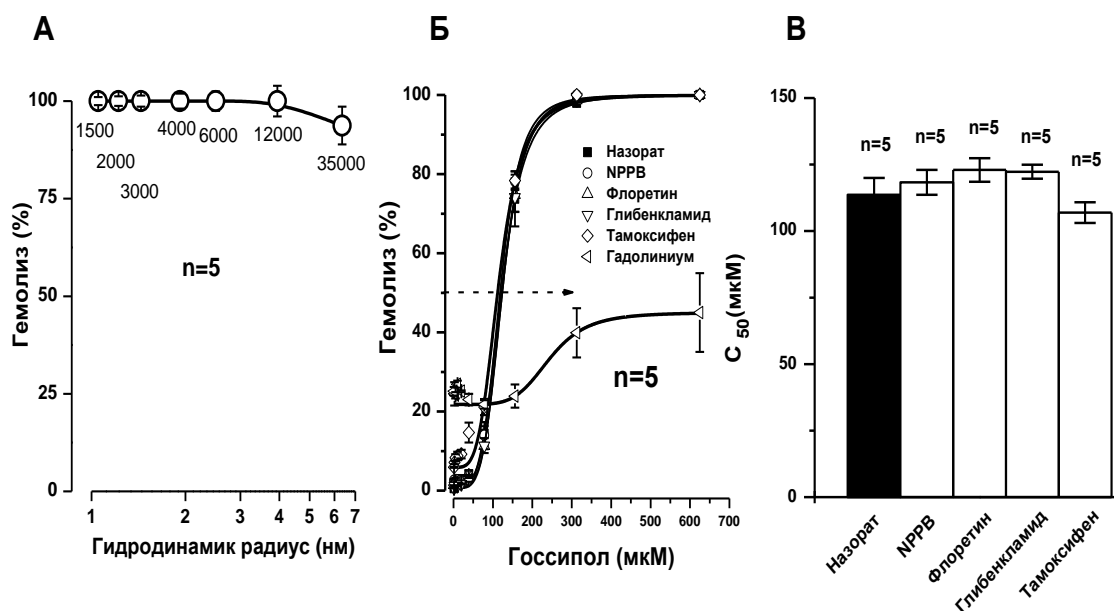 А
Гемолиз (%)
100
75
50
25
0
1500
2000
3000
4000
6000
12000
35000
n=5
1 2 3 4 5 6 7
Гидродинамик радиус (нм)
Б
Гемолиз (%)
100
80
60
40
20
0
Назорат
NPPB
Флоретин
Глибенкламид
Тамоксифен
Гадолиниум
n=5
0 100 200 300 400 500 600 700
Госсипол (мкМ)
В
C 50 (мкМ)
150
100
50
0
n=5 n=5 n=5 n=5 n=5
Назорат
NPPB
Флоретин
Глибенкламид
Тамоксифен